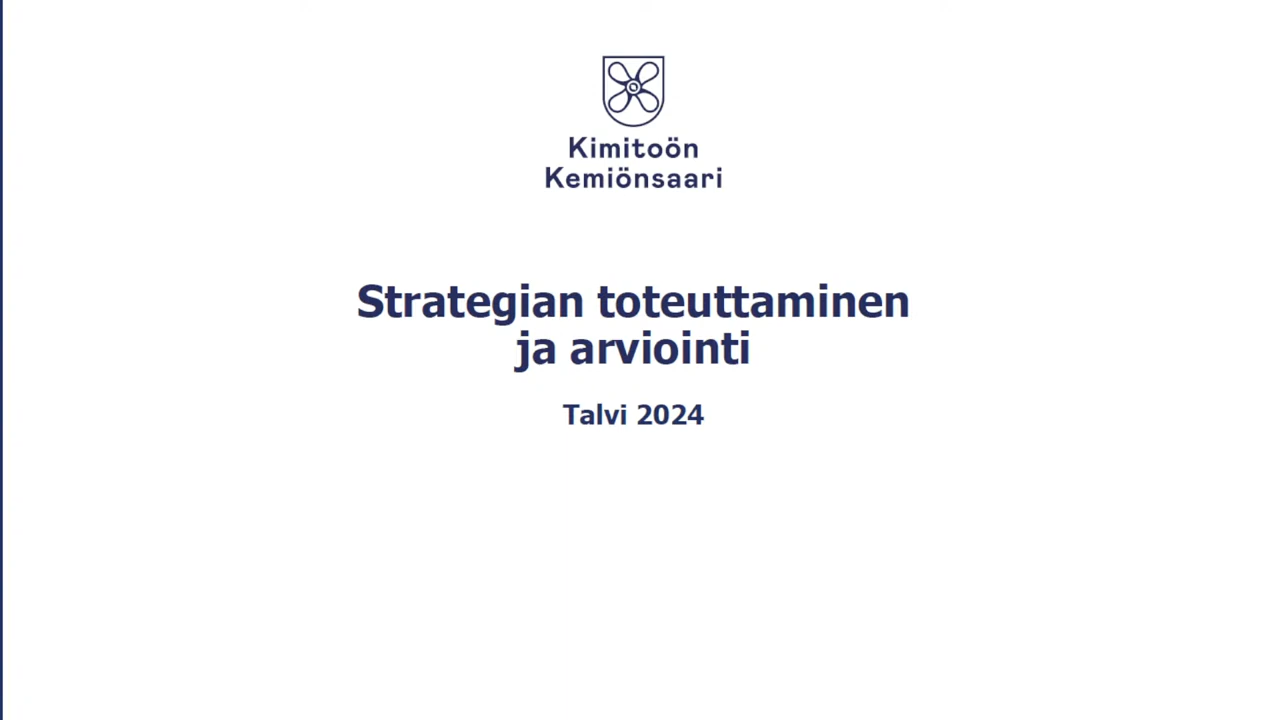 Kimitoön
Kemiönsaari
Strategian toteuttaminen
ja arviointi
Talvi 2024